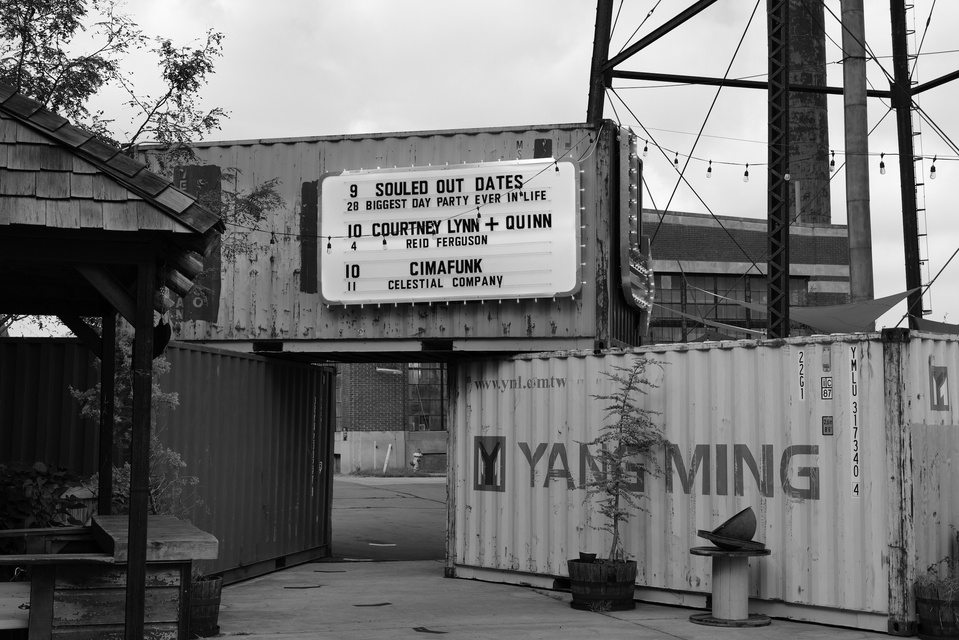 9 SOULED OUT DATES
28 BIGGEST DAY PARTY EVER IN LIFE
10 COURTNEY LYNN + QUINN
4 REID FERGUSON
10 CIMAFUNK
11 CELESTIAL COMPANY
www.yml.com.tw
22G1
YMLU 317340 4
Y YANG MING